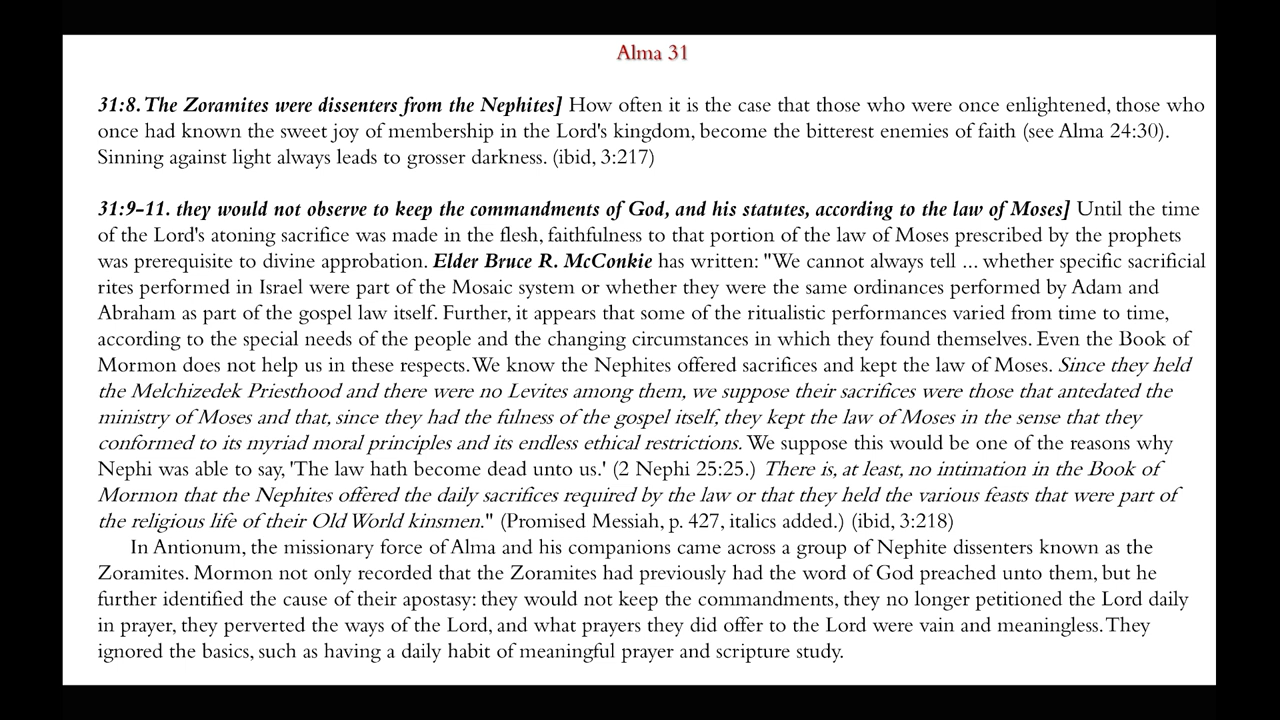 Alma 31
31:8. The Zoramites were dissenters from the Nephites] How often it is the case that those who were once enlightened, those who
once had known the sweet joy of membership in the Lord's kingdom, become the bitterest enemies of faith (see Alma 24:30).
Sinning against light always leads to grosser darkness. (ibid, 3:217)
31:9–11. they would not observe to keep the commandments of God, and his statutes, according to the law of Moses] Until the time
of the Lord's atoning sacrifice was made in the flesh, faithfulness to that portion of the law of Moses prescribed by the prophets
was prerequisite to divine approbation. Elder Bruce R. McConkie has written: "We cannot always tell ... whether specific sacrificial
rites performed in Israel were part of the Mosaic system or whether they were the same ordinances performed by Adam and
Abraham as part of the gospel law itself. Further, it appears that some of the ritualistic performances varied from time to time,
according to the special needs of the people and the changing circumstances in which they found themselves. Even the Book of
Mormon does not help us in these respects. We know the Nephites offered sacrifices and kept the law of Moses. Since they held
the Melchizedek Priesthood and there were no Levites among them, we suppose their sacrifices were those that antedated the
ministry of Moses and that, since they had the fulness of the gospel itself, they kept the law of Moses in the sense that they
conformed to its myriad moral principles and its endless ethical restrictions. We suppose this would be one of the reasons why
Nephi was able to say, 'The law hath become dead unto us.' (2 Nephi 25:25.) There is, at least, no intimation in the Book of
Mormon that the Nephites offered the daily sacrifices required by the law or that they held the various feasts that were part of
the religious life of their Old World kinsmen." (Promised Messiah, p. 427, italics added.) (ibid, 3:218)
In Antionum, the missionary force of Alma and his companions came across a group of Nephite dissenters known as the
Zoramites. Mormon not only recorded that the Zoramites had previously had the word of God preached unto them, but he
further identified the cause of their apostasy: they would not keep the commandments, they no longer petitioned the Lord daily
in prayer, they perverted the ways of the Lord, and what prayers they did offer to the Lord were vain and meaningless. They
ignored the basics, such as having a daily habit of meaningful prayer and scripture study.